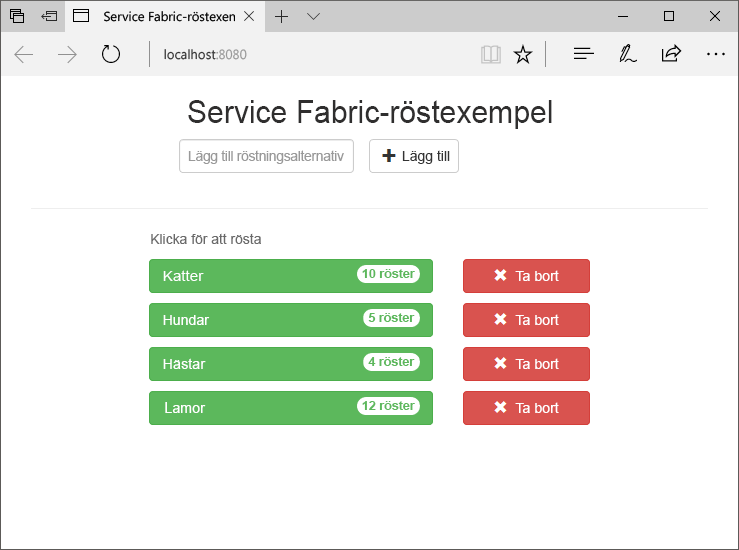 Service Fabric-röstexen
localhost:8080
Service Fabric-röstexempel
Lägg till röstningsalternativ
Lägg till
Klicka för att rösta
Katter 10 röster Ta bort
Hundar 5 röster Ta bort
Hästar 4 röster Ta bort
Lamor 12 röster Ta bort